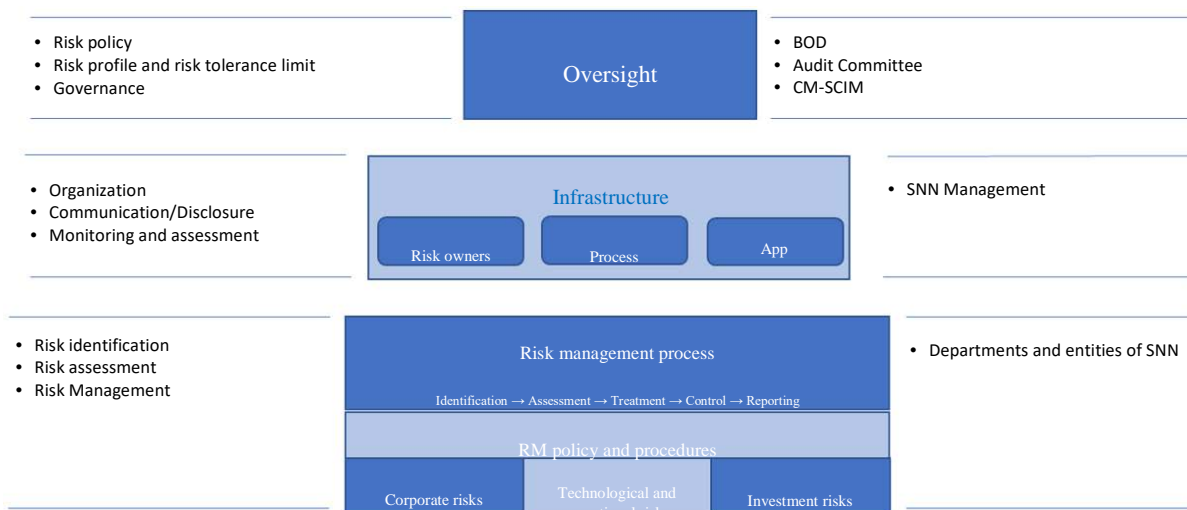 • Risk policy
• Risk profile and risk tolerance limit
• Governance
Oversight
• BOD
• Audit Committee
• CM-SCIM
• Organization
• Communication/Disclosure
• Monitoring and assessment
Infrastructure
Risk owners
Process
App
• SNN Management
• Risk identification
• Risk assessment
• Risk Management
Risk management process
Identification → Assessment → Treatment → Control → Reporting
• Departments and entities of SNN
RM policy and procedures
Corporate risks
Technological and
Investment risks